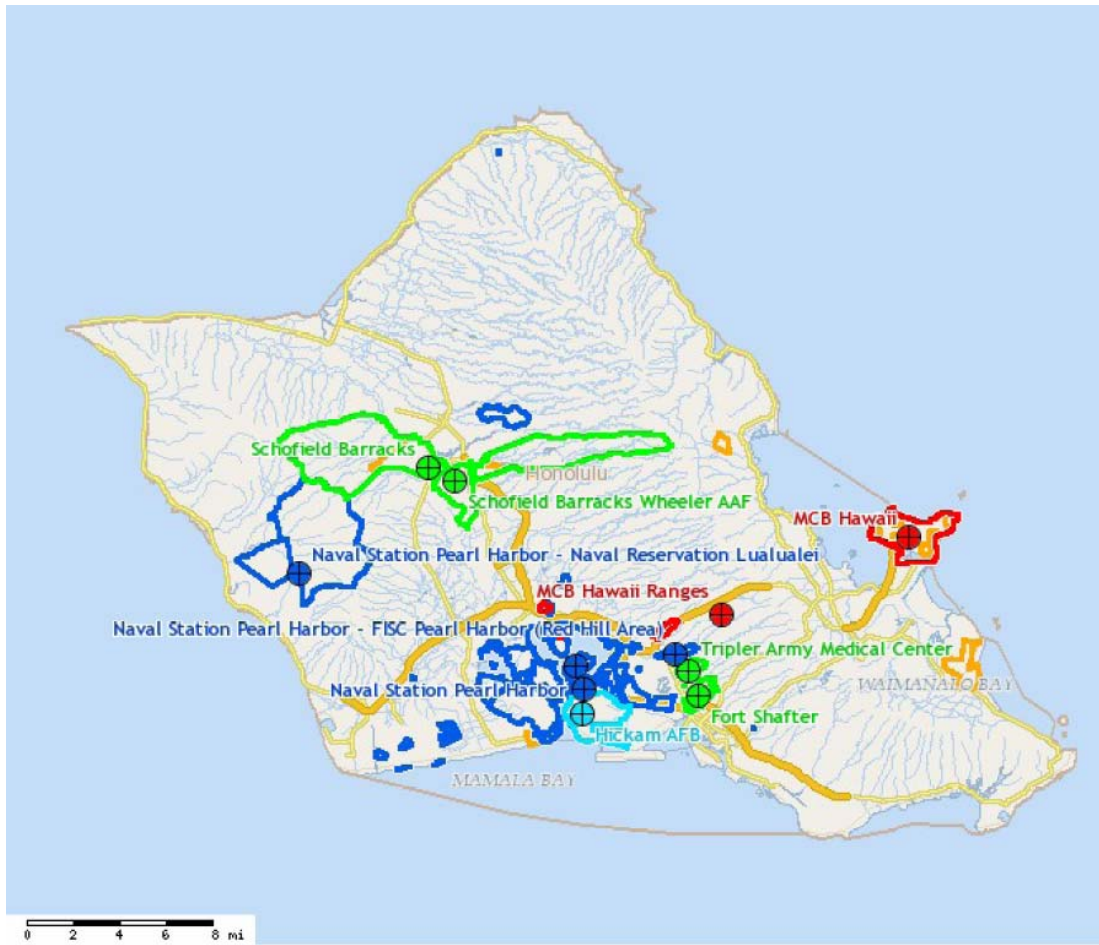 Schofield Barracks
Honolulu
Schofield Barracks Wheeler AAF
MCB Hawaii
Naval Station Pearl Harbor - Naval Reservation Lualualei
MCB Hawaii Ranges
Naval Station Pearl Harbor - FISC Pearl Harbor (Red Hill Area)
Tripler Army Medical Center
WAIMANALO BAY
Naval Station Pearl Harbor
Fort Shafter
Hickam AFB
MAMALA BAY
0 2 4 6 8 mi